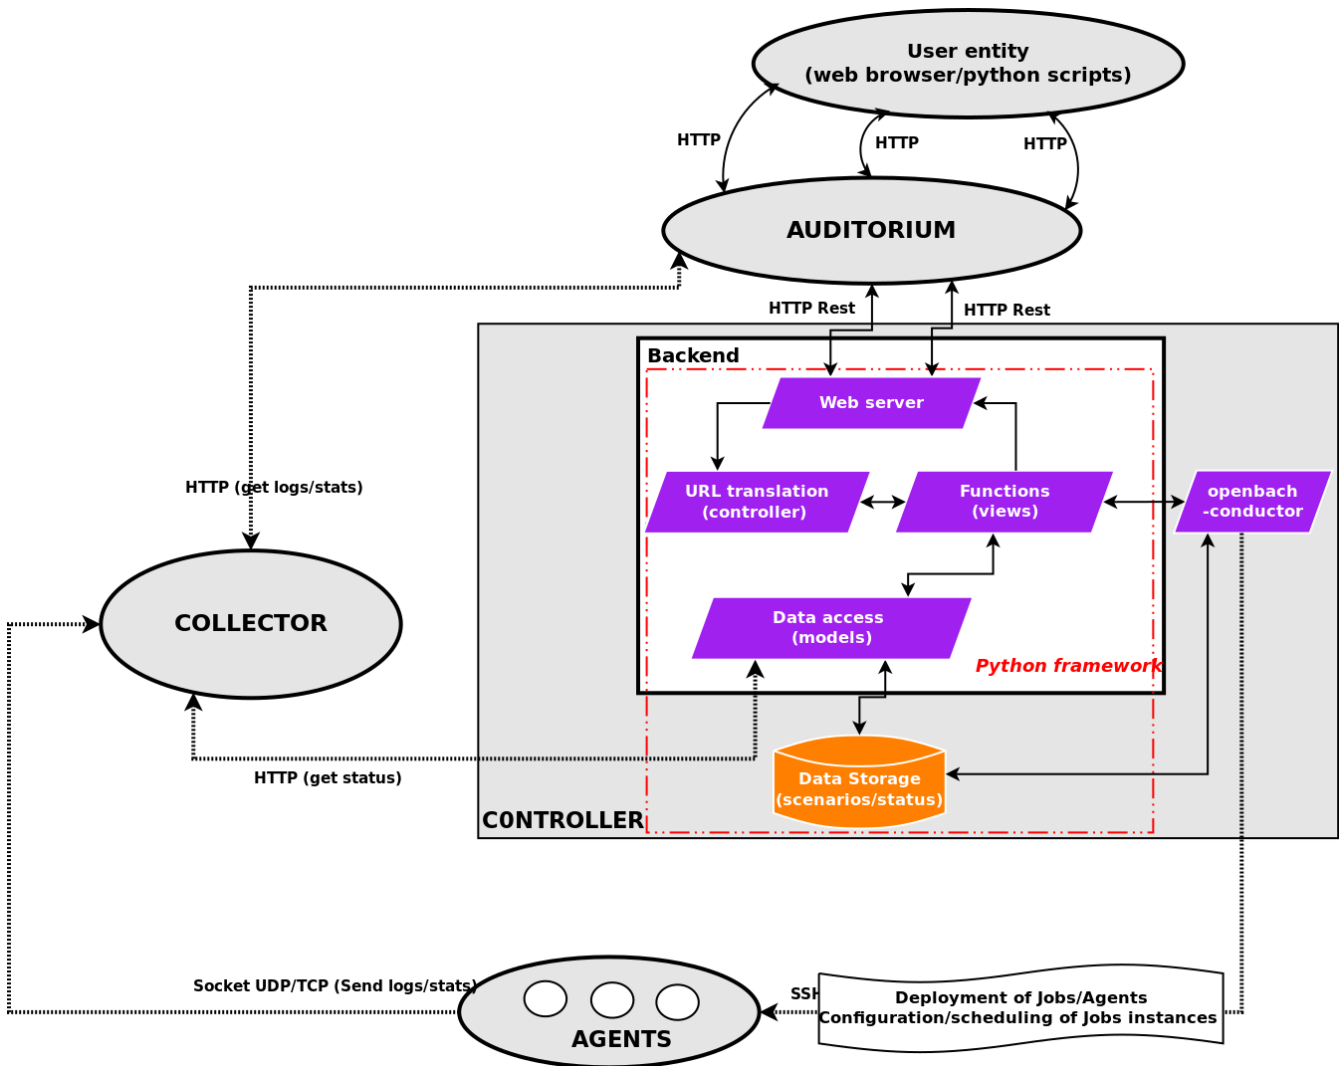 User entity
(web browser/python scripts)
HTTP
HTTP
HTTP
AUDITORIUM
HTTP Rest
HTTP Rest
Backend
Web server
HTTP (get logs/stats)
URL translation
(controller)
Functions
(views)
openbach
-conductor
COLLECTOR
Data access
(models)
Python framework
HTTP (get status)
Data Storage
(scenarios/status)
C0NTROLLER
Socket UDP/TCP (Send logs/stats)
SSH
Deployment of Jobs/Agents
Configuration/scheduling of Jobs instances
AGENTS